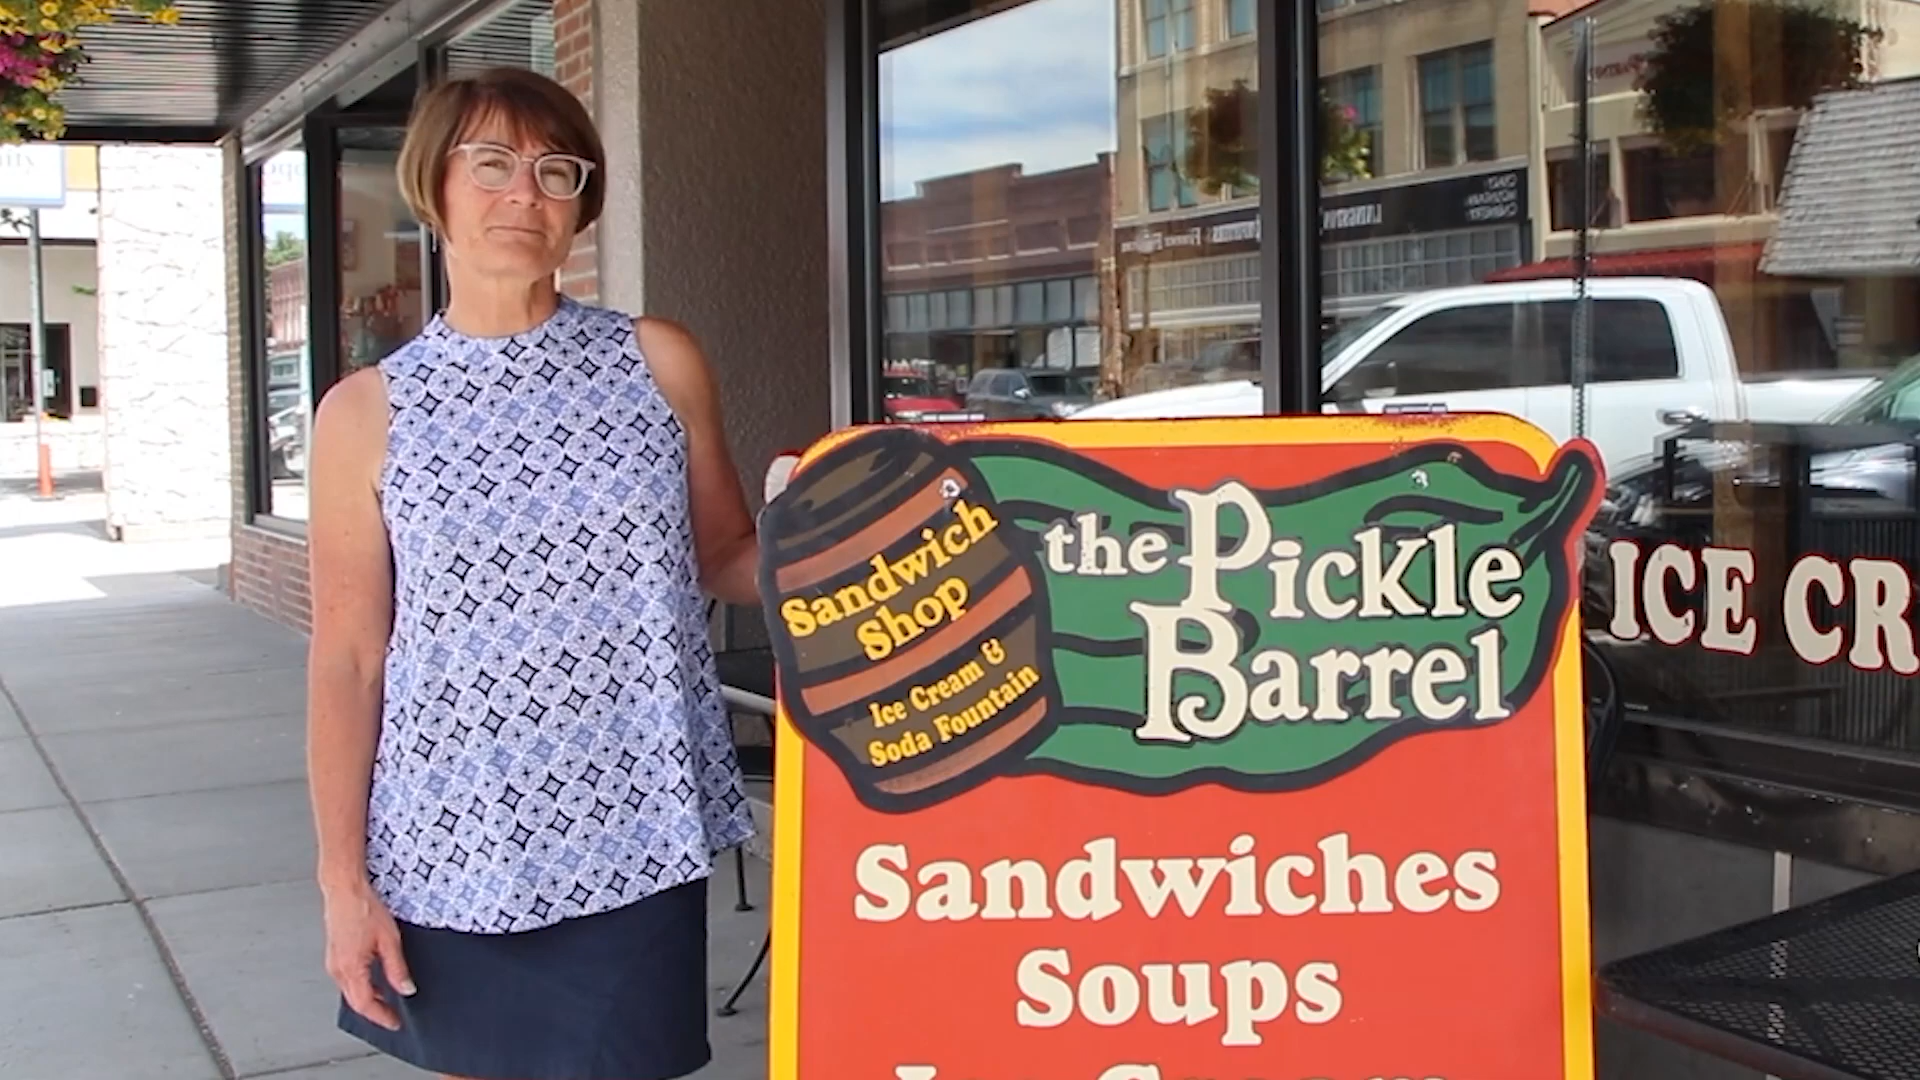 Sandwich
Shop
Ice Cream &
Soda Fountain
the Pickle
Barrel
Sandwiches
Soups
ICE CR